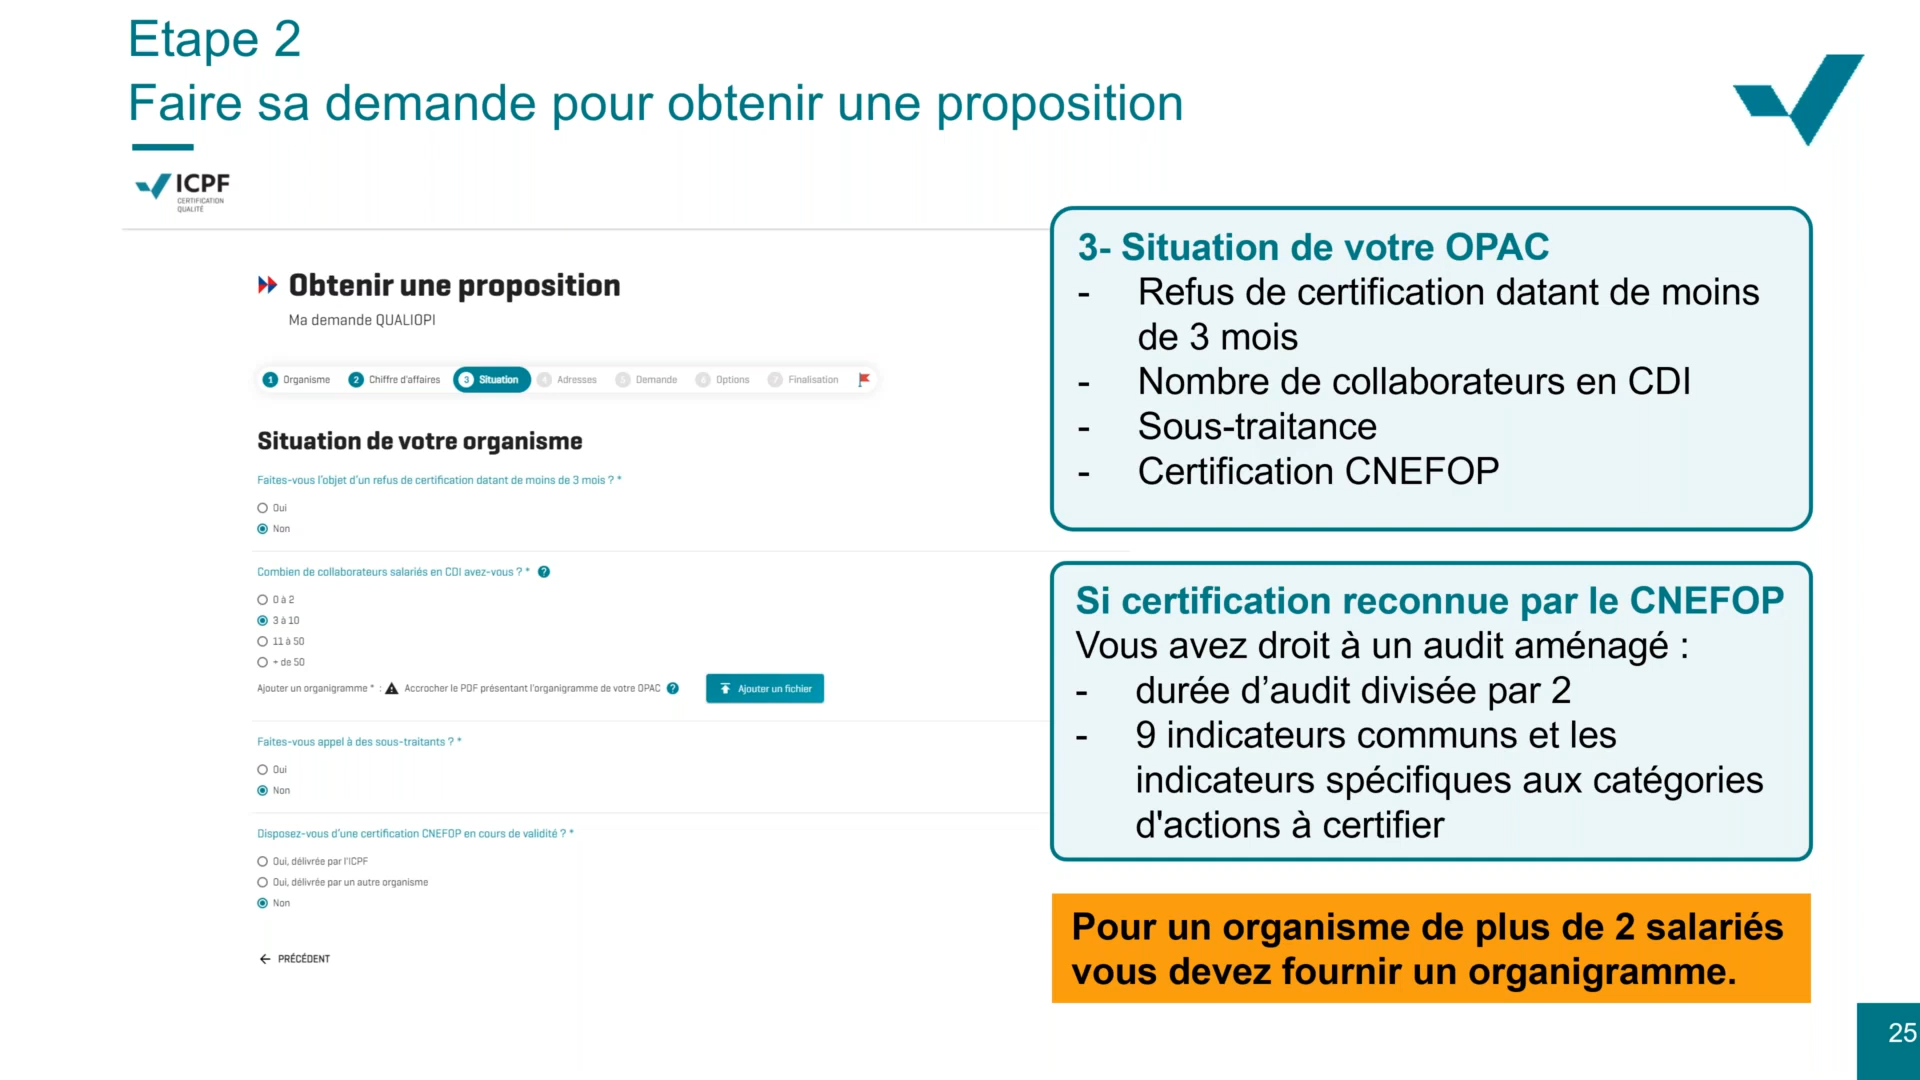 Etape 2
Faire sa demande pour obtenir une proposition
ICPF
CERTIFICATION
QUALITÉ
Obtenir une proposition
Ma demande QUALIOPI
1 Organisme 2 Chiffre d'affaires 3 Situation 4 Adresses 5 Demande 6 Options 7 Finalisation
Situation de votre organisme
Faites-vous l'objet d'un refus de certification datant de moins de 3 mois ? *
Oui
Non
Combien de collaborateurs salariés en CDI avez-vous ? * ?
0 à 2
3 à 10
11 à 50
+ de 50
Ajouter un organigramme * : Accrocher le PDF présentant l'organigramme de votre OPAC ? Ajouter un fichier
Faites-vous appel à des sous-traitants ? *
Oui
Non
Disposez-vous d'une certification CNEFOP en cours de validité ? *
Oui, délivrée par l'ICPF
Oui, délivrée par un autre organisme
Non
← PRÉCÉDENT
3- Situation de votre OPAC
- Refus de certification datant de moins
de 3 mois
- Nombre de collaborateurs en CDI
- Sous-traitance
- Certification CNEFOP
Si certification reconnue par le CNEFOP
Vous avez droit à un audit aménagé :
- durée d’audit divisée par 2
- 9 indicateurs communs et les
indicateurs spécifiques aux catégories
d'actions à certifier
Pour un organisme de plus de 2 salariés
vous devez fournir un organigramme.
25